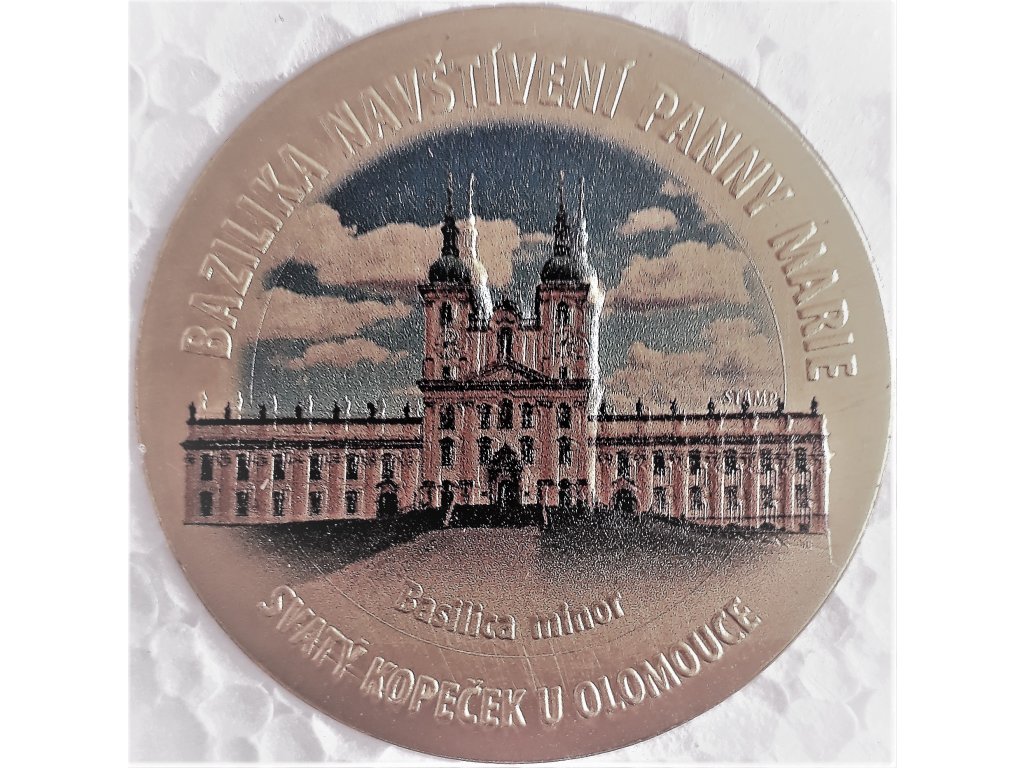 BAZILIKA NAVŠTÍVENÍ PANNY MARIE
STAMP
Basilica minor
SVATÝ KOPEČEK U OLOMOUCE